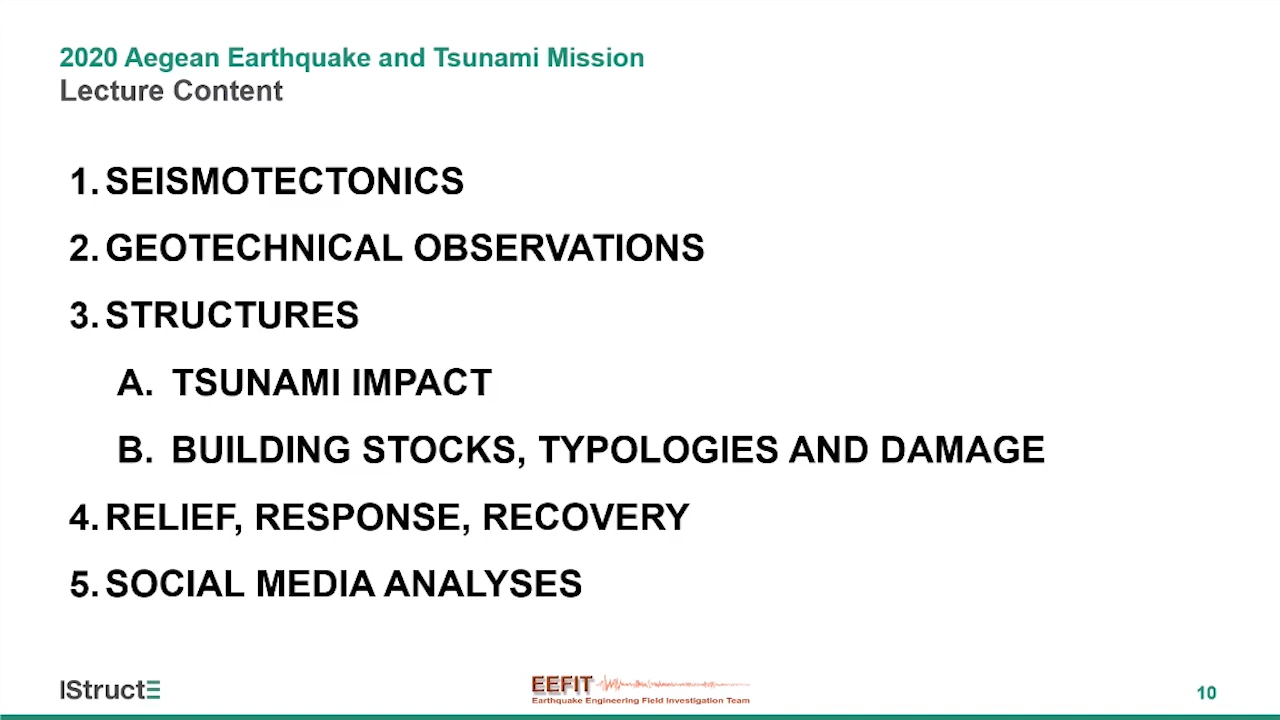 2020 Aegean Earthquake and Tsunami Mission
Lecture Content
1. SEISMOTECTONICS
2. GEOTECHNICAL OBSERVATIONS
3. STRUCTURES
A. TSUNAMI IMPACT
B. BUILDING STOCKS, TYPOLOGIES AND DAMAGE
4. RELIEF, RESPONSE, RECOVERY
5. SOCIAL MEDIA ANALYSES
IStructE
EEFIT
Earthquake Engineering Field Investigation Team
10